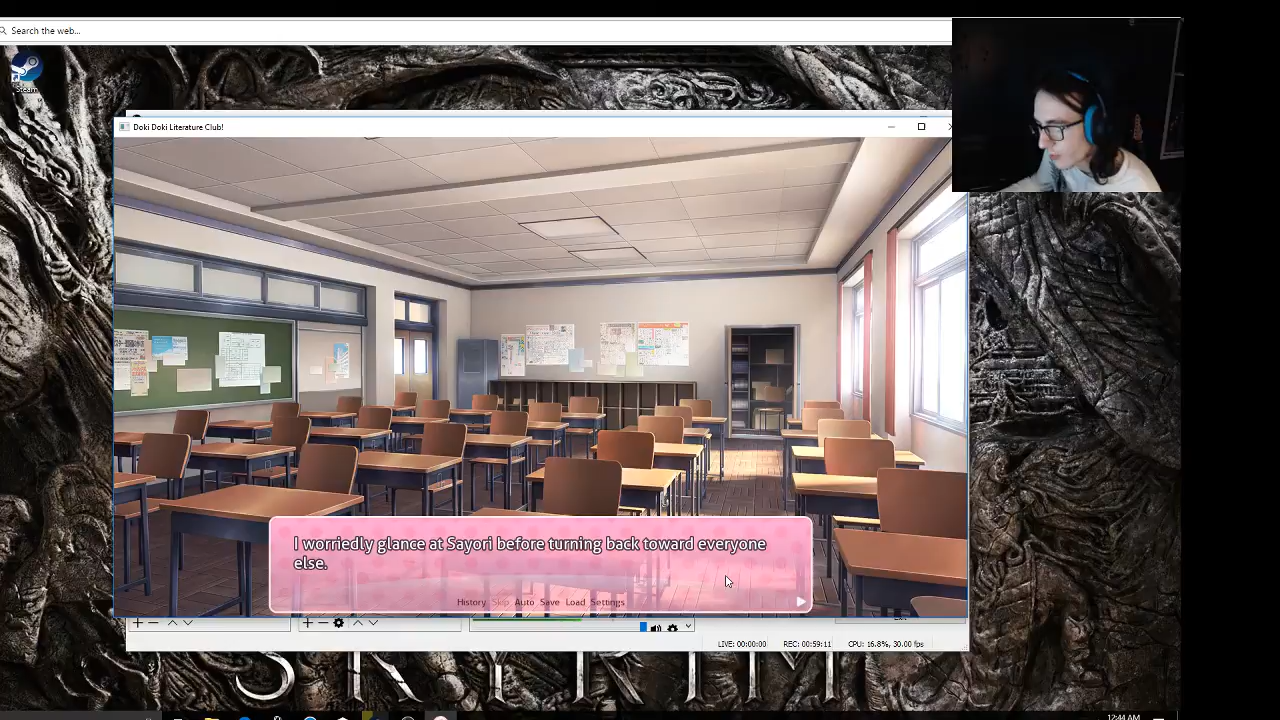 Search the web...
Steam
Doki Doki Literature Club!
I worriedly glance at Sayori before turning back toward everyone
else.
History Skip Auto Save Load Settings
LIVE: 00:00:00 REC: 00:59:11 CPU: 16.8%, 30.00 fps
SKYRIM
12:44 AM